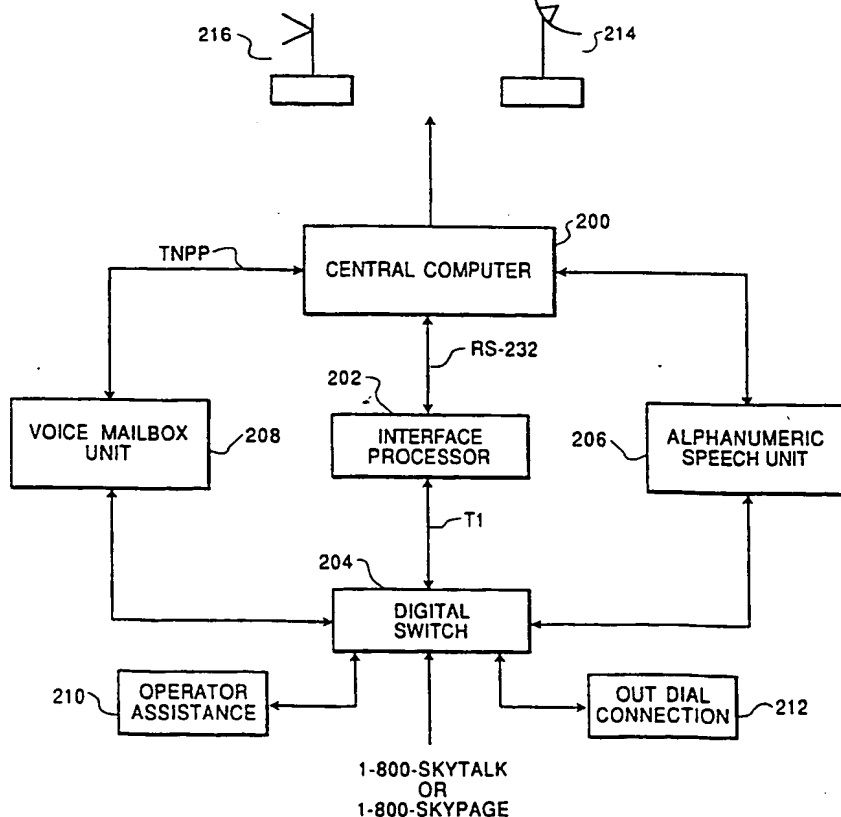 216
214
200
TNPP
CENTRAL COMPUTER
RS-232
202
VOICE MAILBOX
UNIT
208
INTERFACE
PROCESSOR
206
ALPHANUMERIC
SPEECH UNIT
T1
204
DIGITAL
SWITCH
210
OPERATOR
ASSISTANCE
OUT DIAL
CONNECTION
212
1-800-SKYTALK
OR
1-800-SKYPAGE